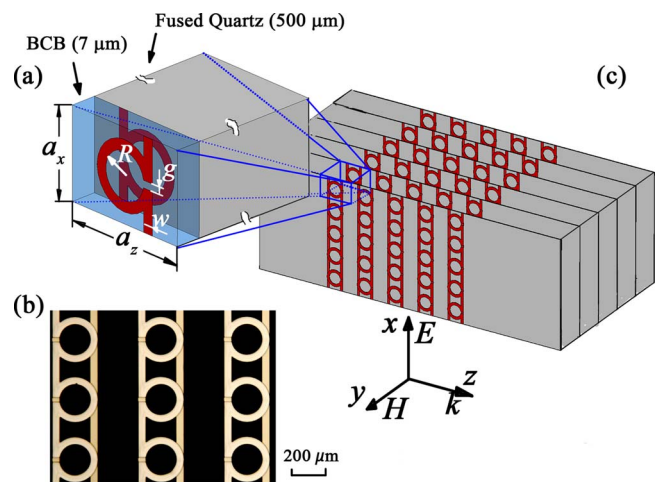 Fused Quartz (500 μm)
BCB (7 μm)
(a)
(c)
a_x
R
g
w
a_z
(b)
x
E
z
y
H
k
200 μm